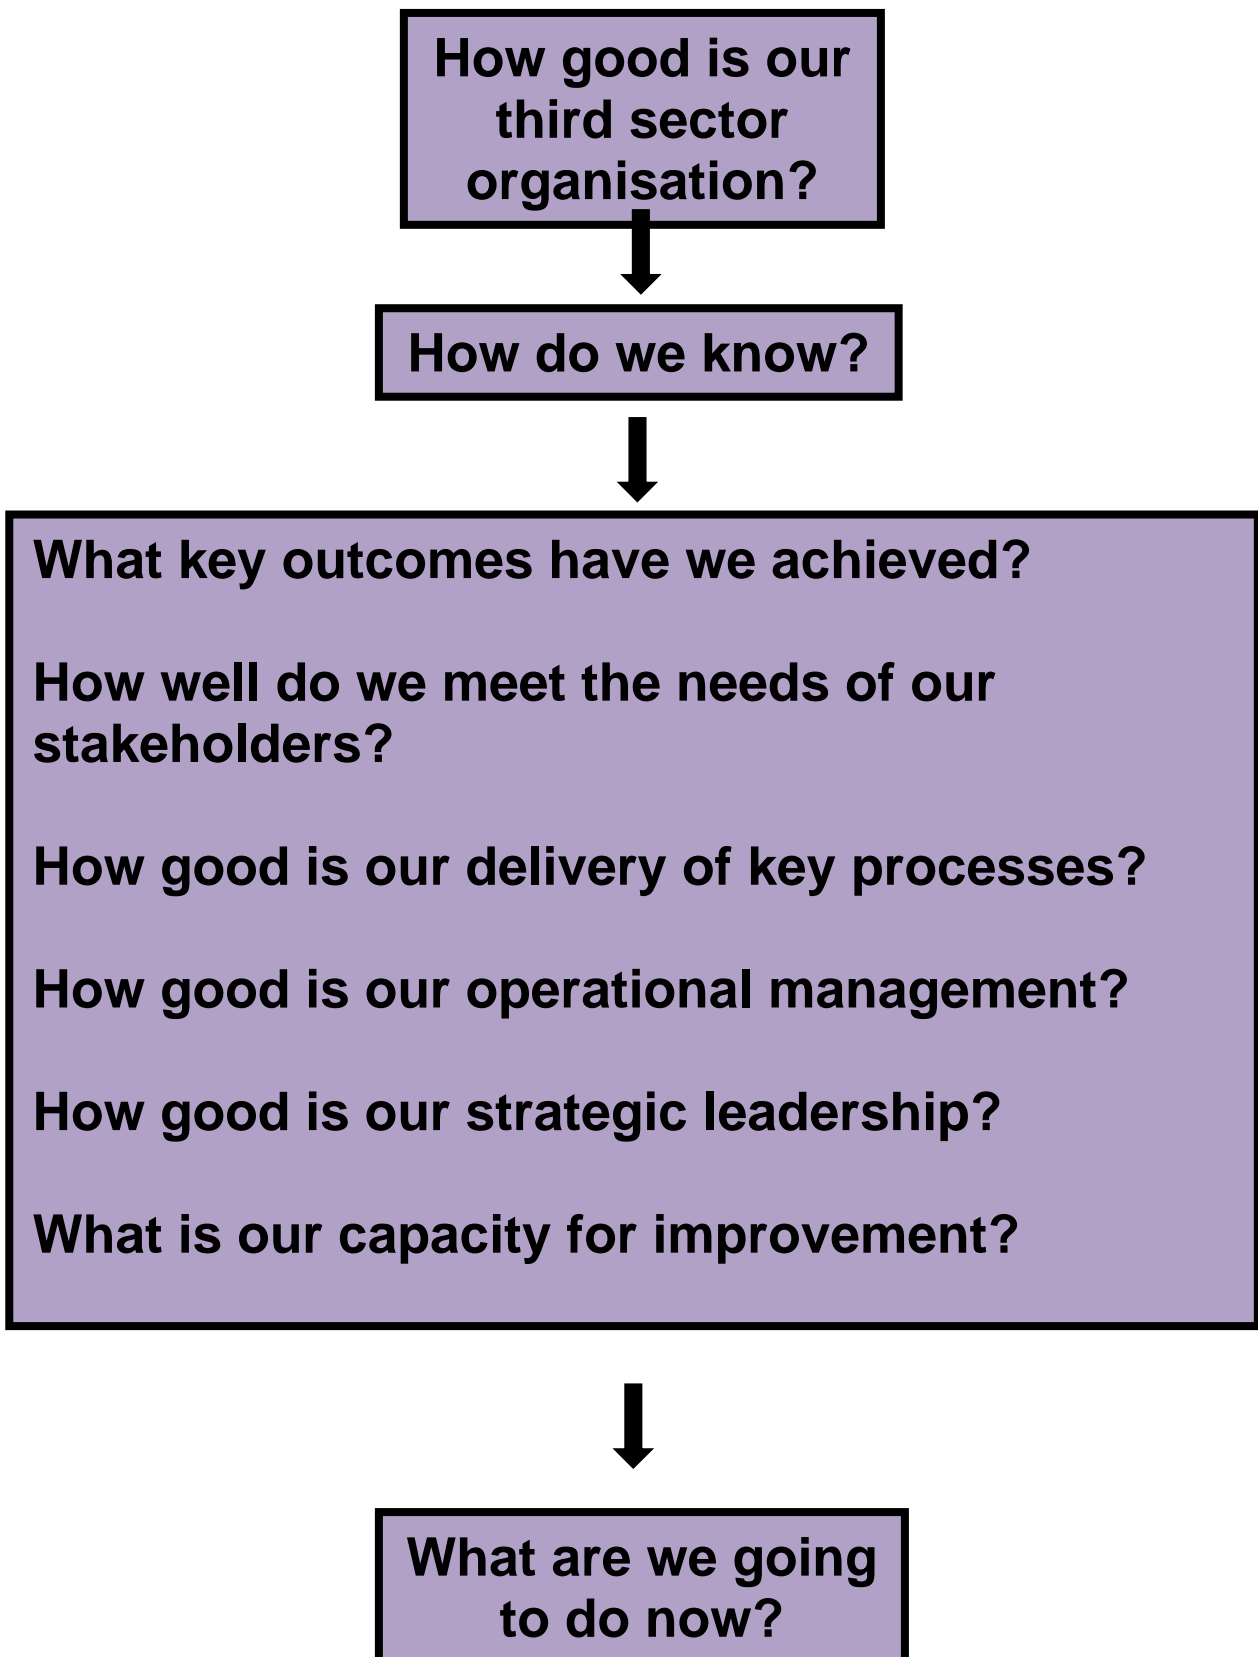 How good is our
third sector
organisation?
How do we know?
What key outcomes have we achieved?
How well do we meet the needs of our
stakeholders?
How good is our delivery of key processes?
How good is our operational management?
How good is our strategic leadership?
What is our capacity for improvement?
What are we going
to do now?